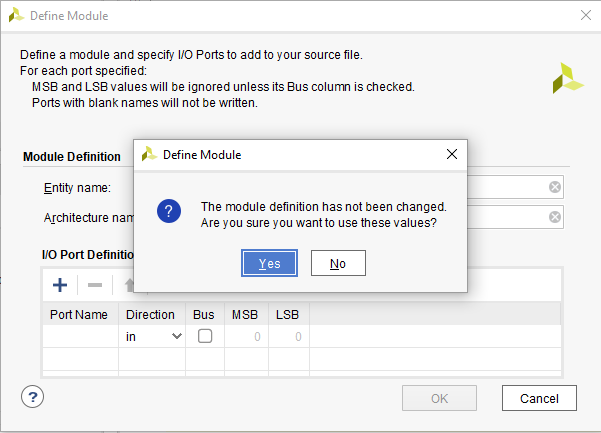 Define Module
Define a module and specify I/O Ports to add to your source file.
For each port specified:
MSB and LSB values will be ignored unless its Bus column is checked.
Ports with blank names will not be written.
Module Definition
Entity name:
Architecture nam
I/O Port Definitio
Define Module
The module definition has not been changed.
Are you sure you want to use these values?
Yes No
Port Name Direction Bus MSB LSB
in 0 0
? OK Cancel